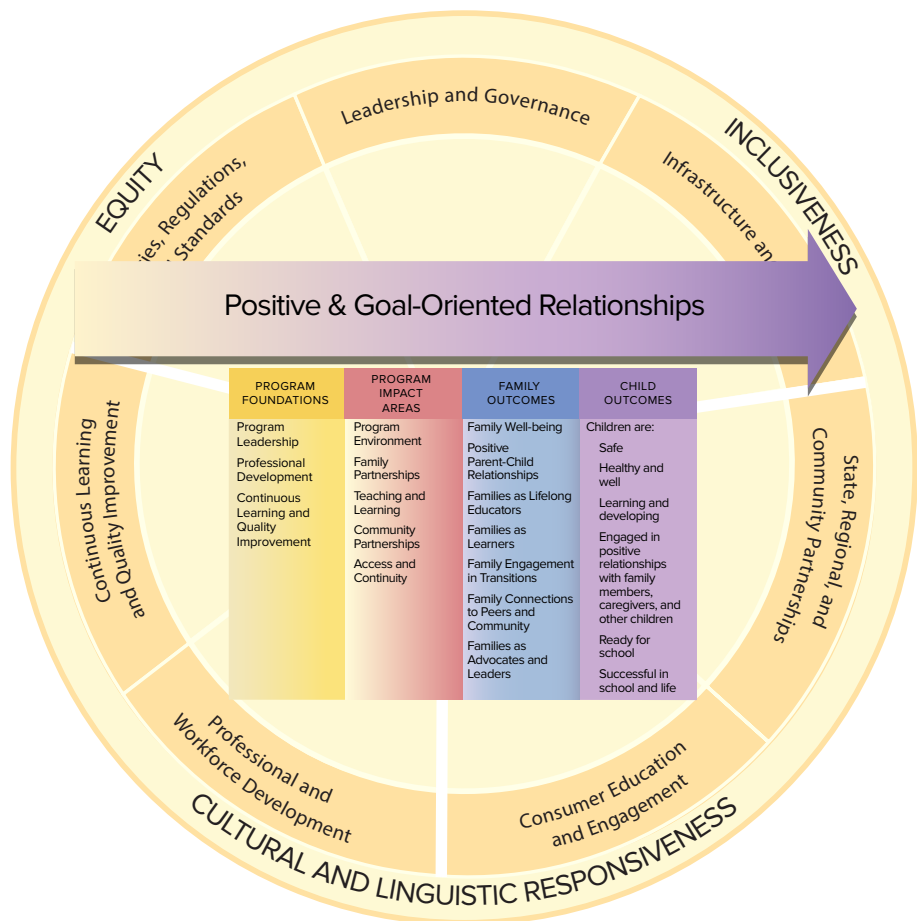 Leadership and Governance
EQUITY
INCLUSIVENESS
Regulations,
Standards
Infrastructure
Positive & Goal-Oriented Relationships
PROGRAM
FOUNDATIONS
Program
Leadership
Professional
Development
Continuous
Learning and
Quality
Improvement
PROGRAM
IMPACT
AREAS
Program
Environment
Family
Partnerships
Teaching and
Learning
Community
Partnerships
Access and
Continuity
FAMILY
OUTCOMES
Family Well-being
Positive
Parent-Child
Relationships
Families as Lifelong
Educators
Families as
Learners
Family Engagement
in Transitions
Family Connections
to Peers and
Community
Families as
Advocates and
Leaders
CHILD
OUTCOMES
Children are:
Safe
Healthy and
well
Learning and
developing
Engaged in
positive
relationships
with family
members,
caregivers, and
other children
Ready for
school
Successful in
school and life
Continuous Learning
and Quality Improvement
State, Regional, and
Community Partnerships
Professional and
Workforce Development
Consumer Education
and Engagement
CULTURAL AND LINGUISTIC RESPONSIVENESS